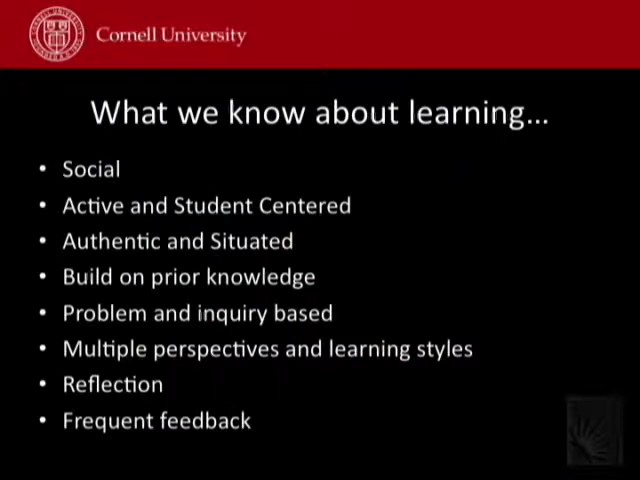 Cornell University
What we know about learning...
• Social
• Active and Student Centered
• Authentic and Situated
• Build on prior knowledge
• Problem and inquiry based
• Multiple perspectives and learning styles
• Reflection
• Frequent feedback